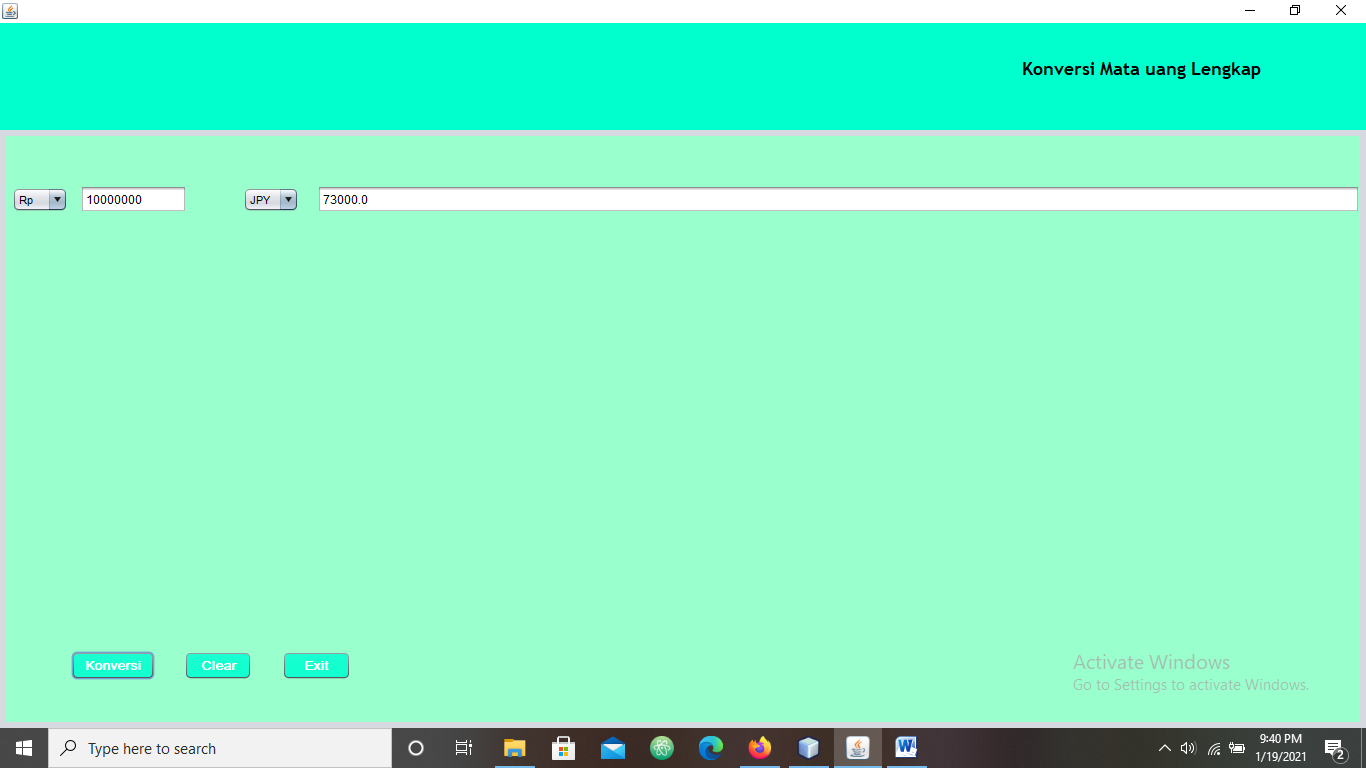 Konversi Mata uang Lengkap
Rp 10000000 JPY 73000.0
Konversi Clear Exit
Activate Windows
Go to Settings to activate Windows.
Type here to search
9:40 PM
1/19/2021
2